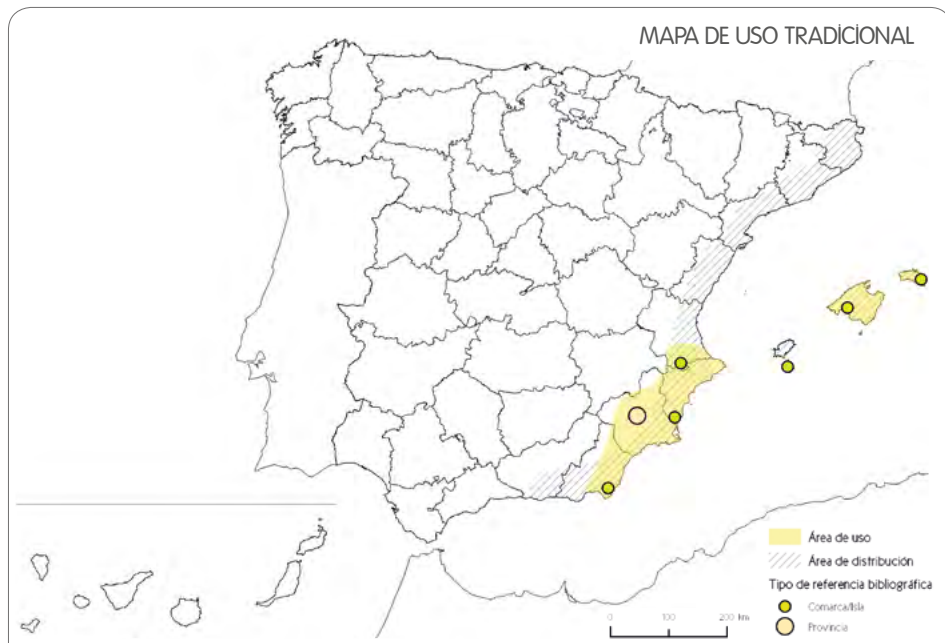 MAPA DE USO TRADICIONAL
Área de uso
Área de distribución
Tipo de referencia bibliográfica
Comarca/Isla
Provincia
0 100 200 km